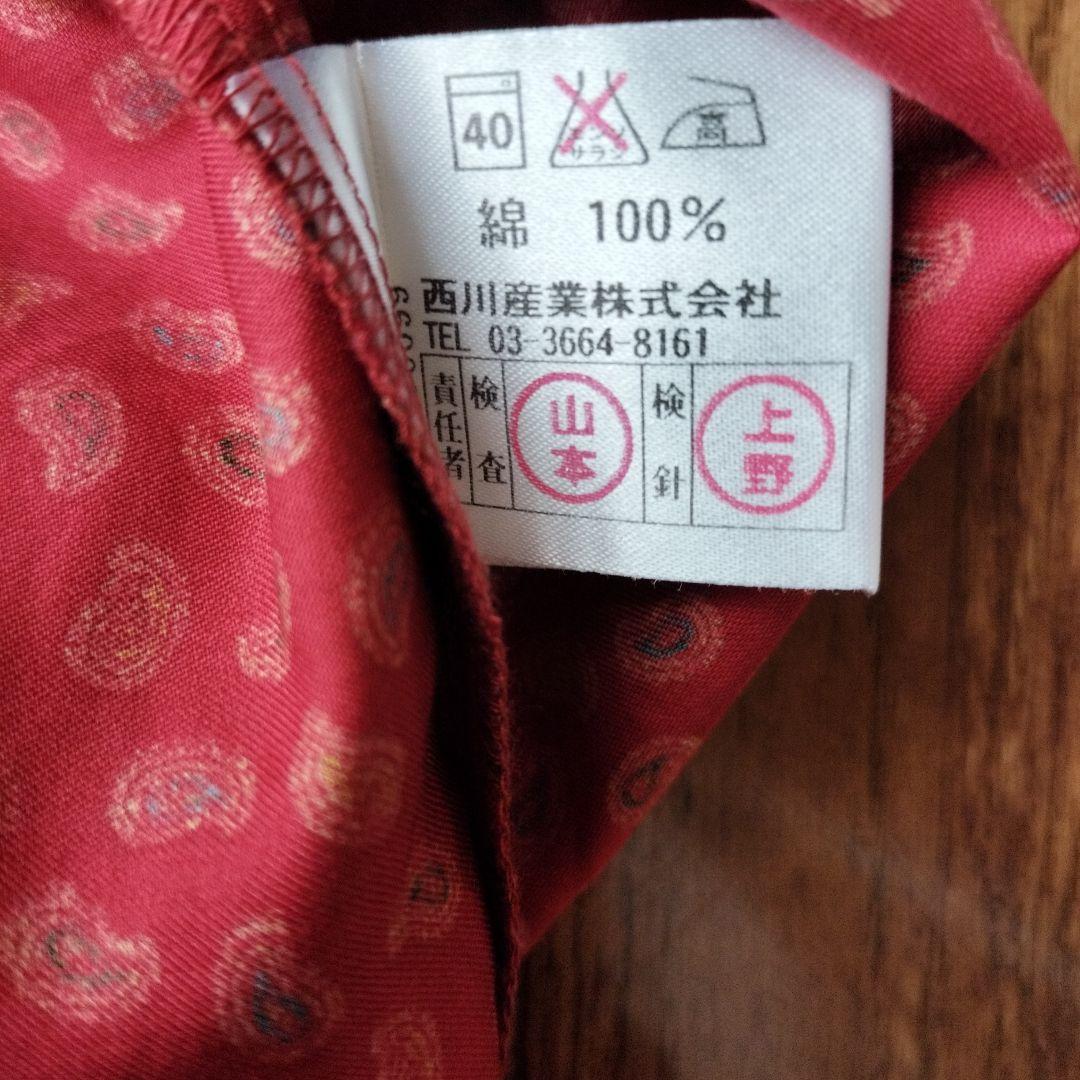 40 エンソ サラシ 高
綿 100%
西川産業株式会社
TEL 03-3664-8161
責任者 検査 山本 検針 上野